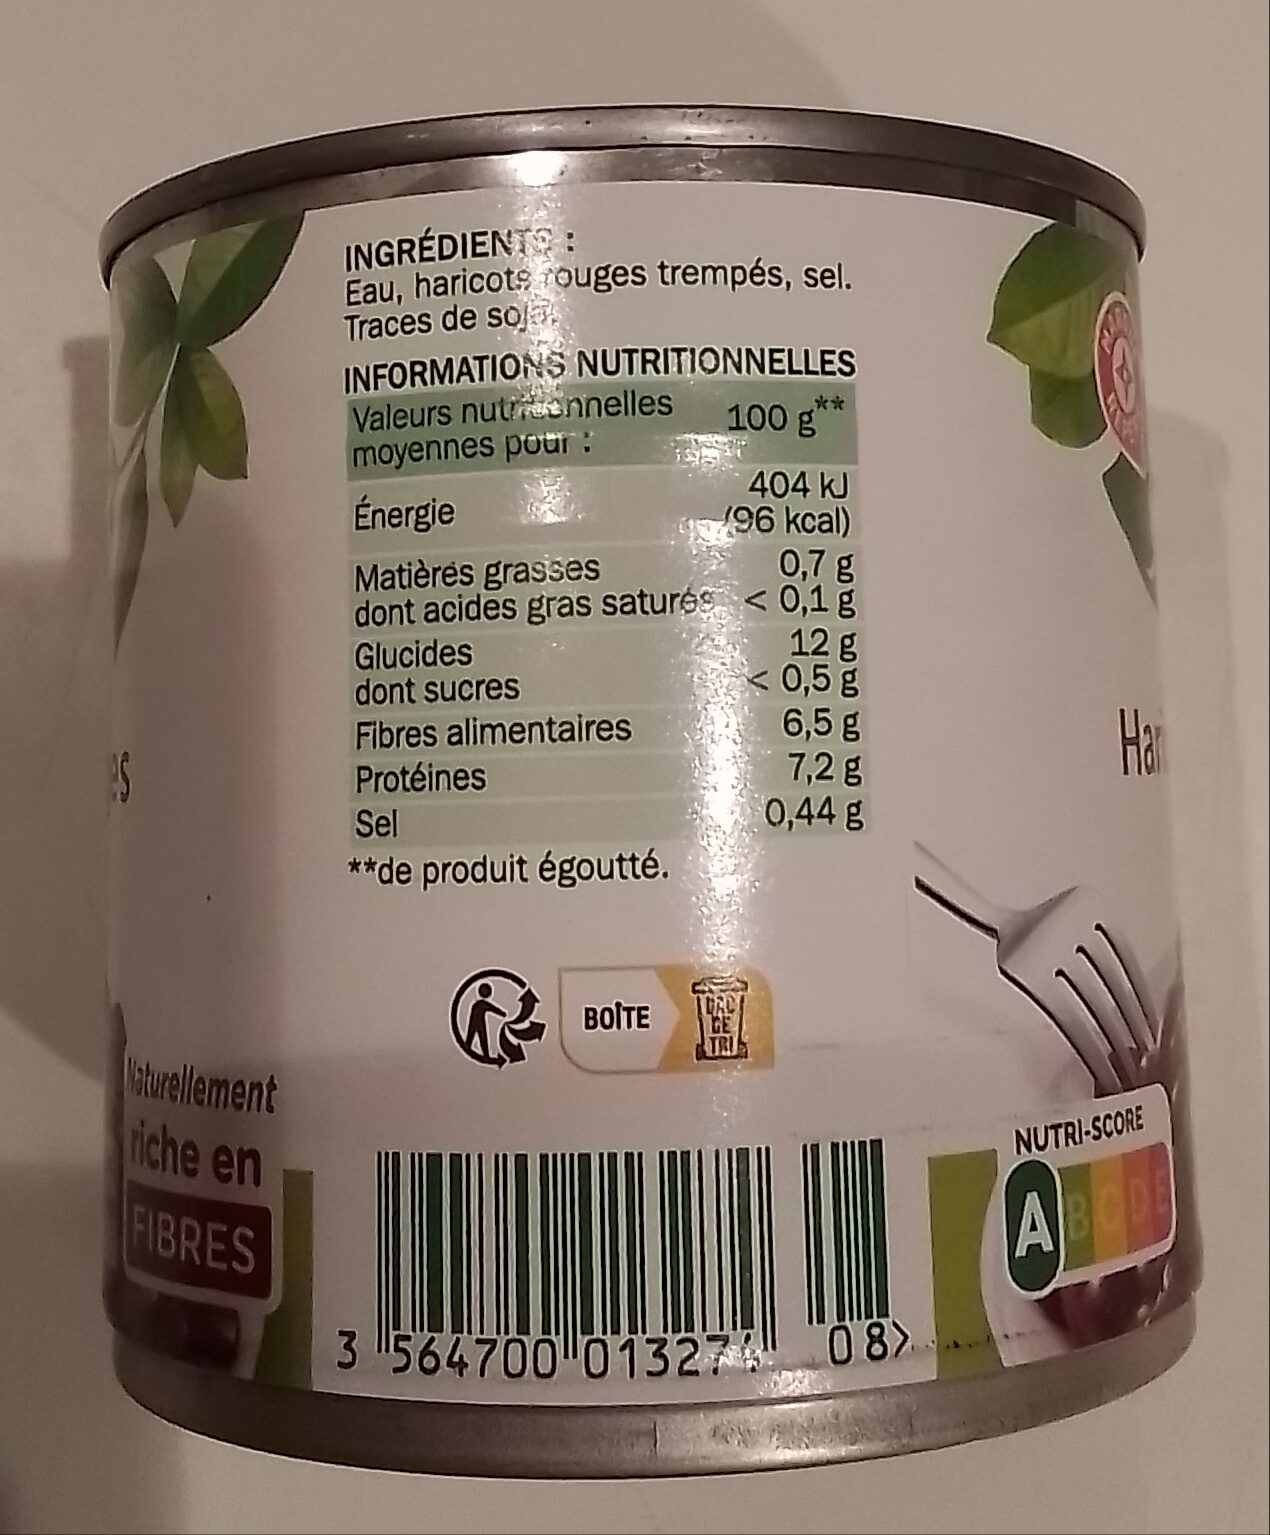 INGRÉDIENTS :
Eau, haricots rouges trempés, sel.
Traces de soja.
INFORMATIONS NUTRITIONNELLES
Valeurs nutritionnelles
moyennes pour :
100 g**
Énergie
404 kJ
(96 kcal)
Matières grasses 0,7 g
dont acides gras saturés < 0,1 g
Glucides 12 g
dont sucres < 0,5 g
Fibres alimentaires 6,5 g
Protéines 7,2 g
Sel 0,44 g
**de produit égoutté.
BOÎTE
BAC
DE
TRI
Naturellement
riche en
FIBRES
NUTRI-SCORE
A B C D E
3 564700 01327 08>